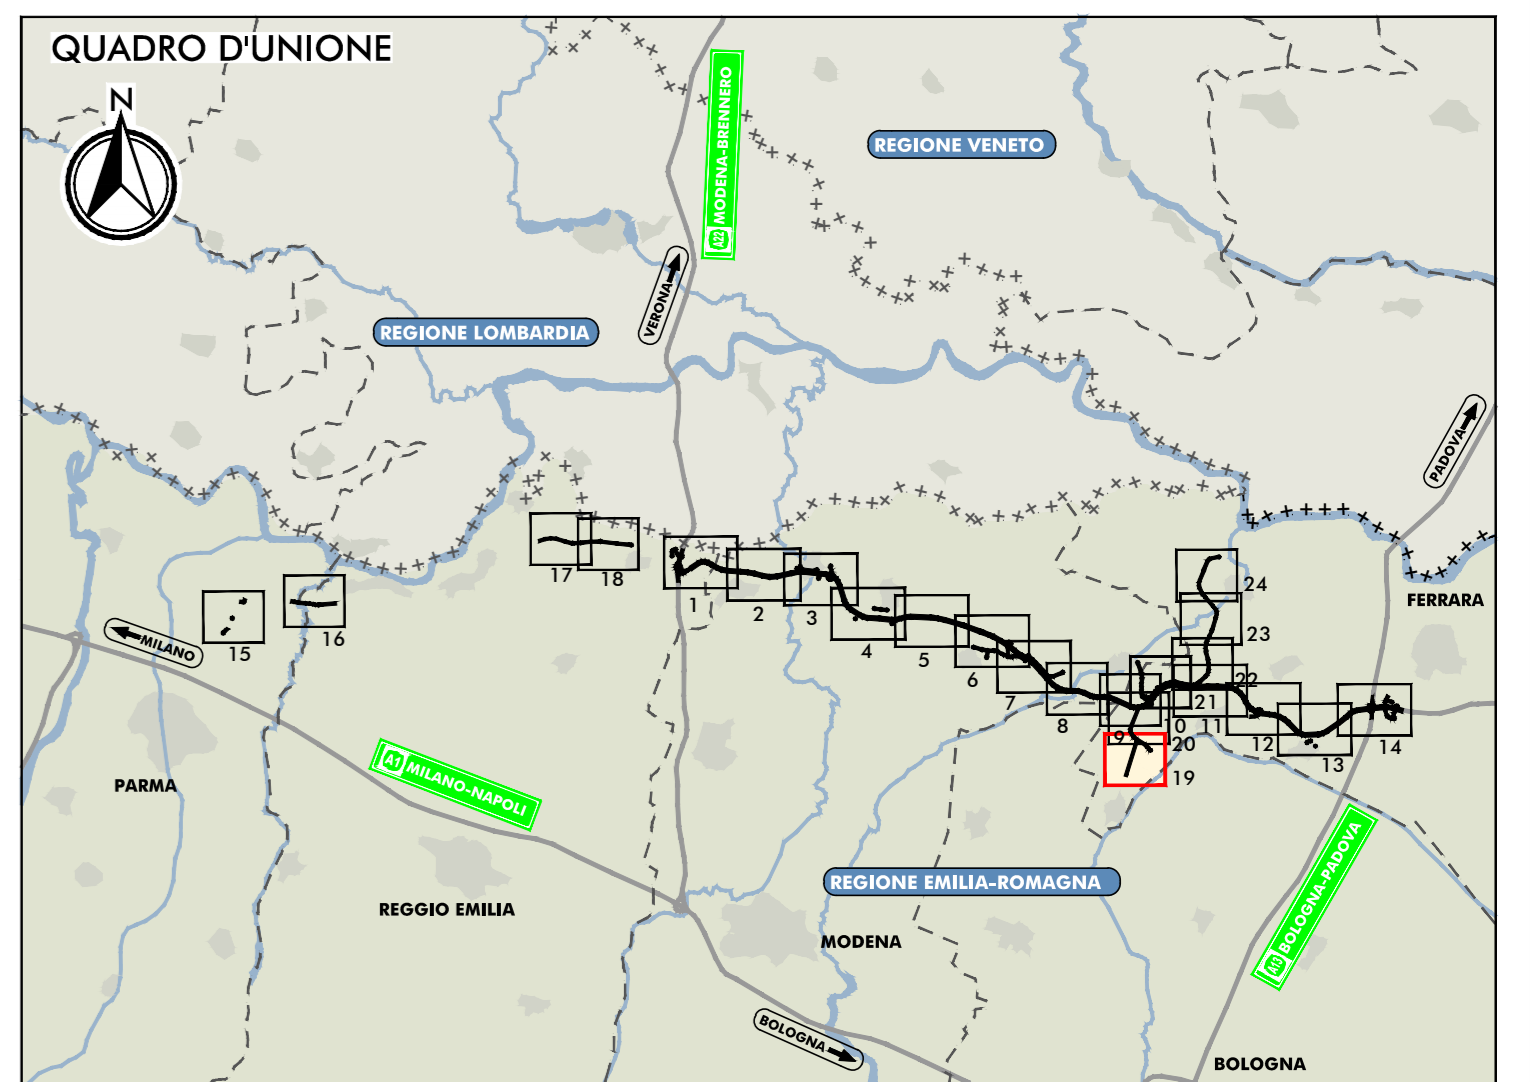 QUADRO D'UNIONE
N
A22 MODENA-BRENNERO
REGIONE VENETO
VERONA
REGIONE LOMBARDIA
PADOVA
FERRARA
17
18
1
2
3
4
5
6
7
8
9
10
20
19
21
11
22
23
24
12
13
14
15
16
MILANO
PARMA
A1 MILANO-NAPOLI
REGGIO EMILIA
REGIONE EMILIA-ROMAGNA
MODENA
A13 BOLOGNA-PADOVA
BOLOGNA
BOLOGNA